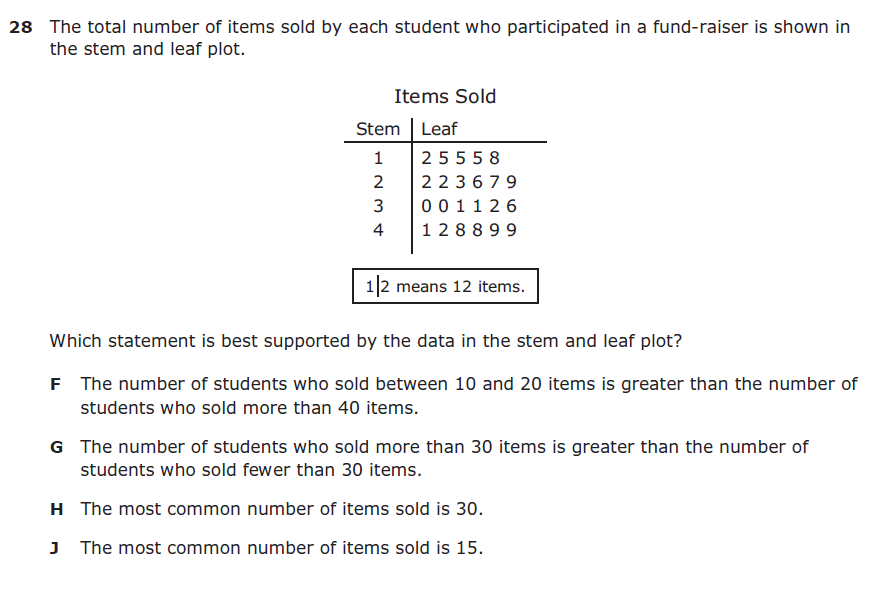 28 The total number of items sold by each student who participated in a fund-raiser is shown in
the stem and leaf plot.
Items Sold
Stem Leaf
1 2 5 5 5 8
2 2 2 3 6 7 9
3 0 0 1 1 2 6
4 1 2 8 8 9 9
1|2 means 12 items.
Which statement is best supported by the data in the stem and leaf plot?
F The number of students who sold between 10 and 20 items is greater than the number of
students who sold more than 40 items.
G The number of students who sold more than 30 items is greater than the number of
students who sold fewer than 30 items.
H The most common number of items sold is 30.
J The most common number of items sold is 15.